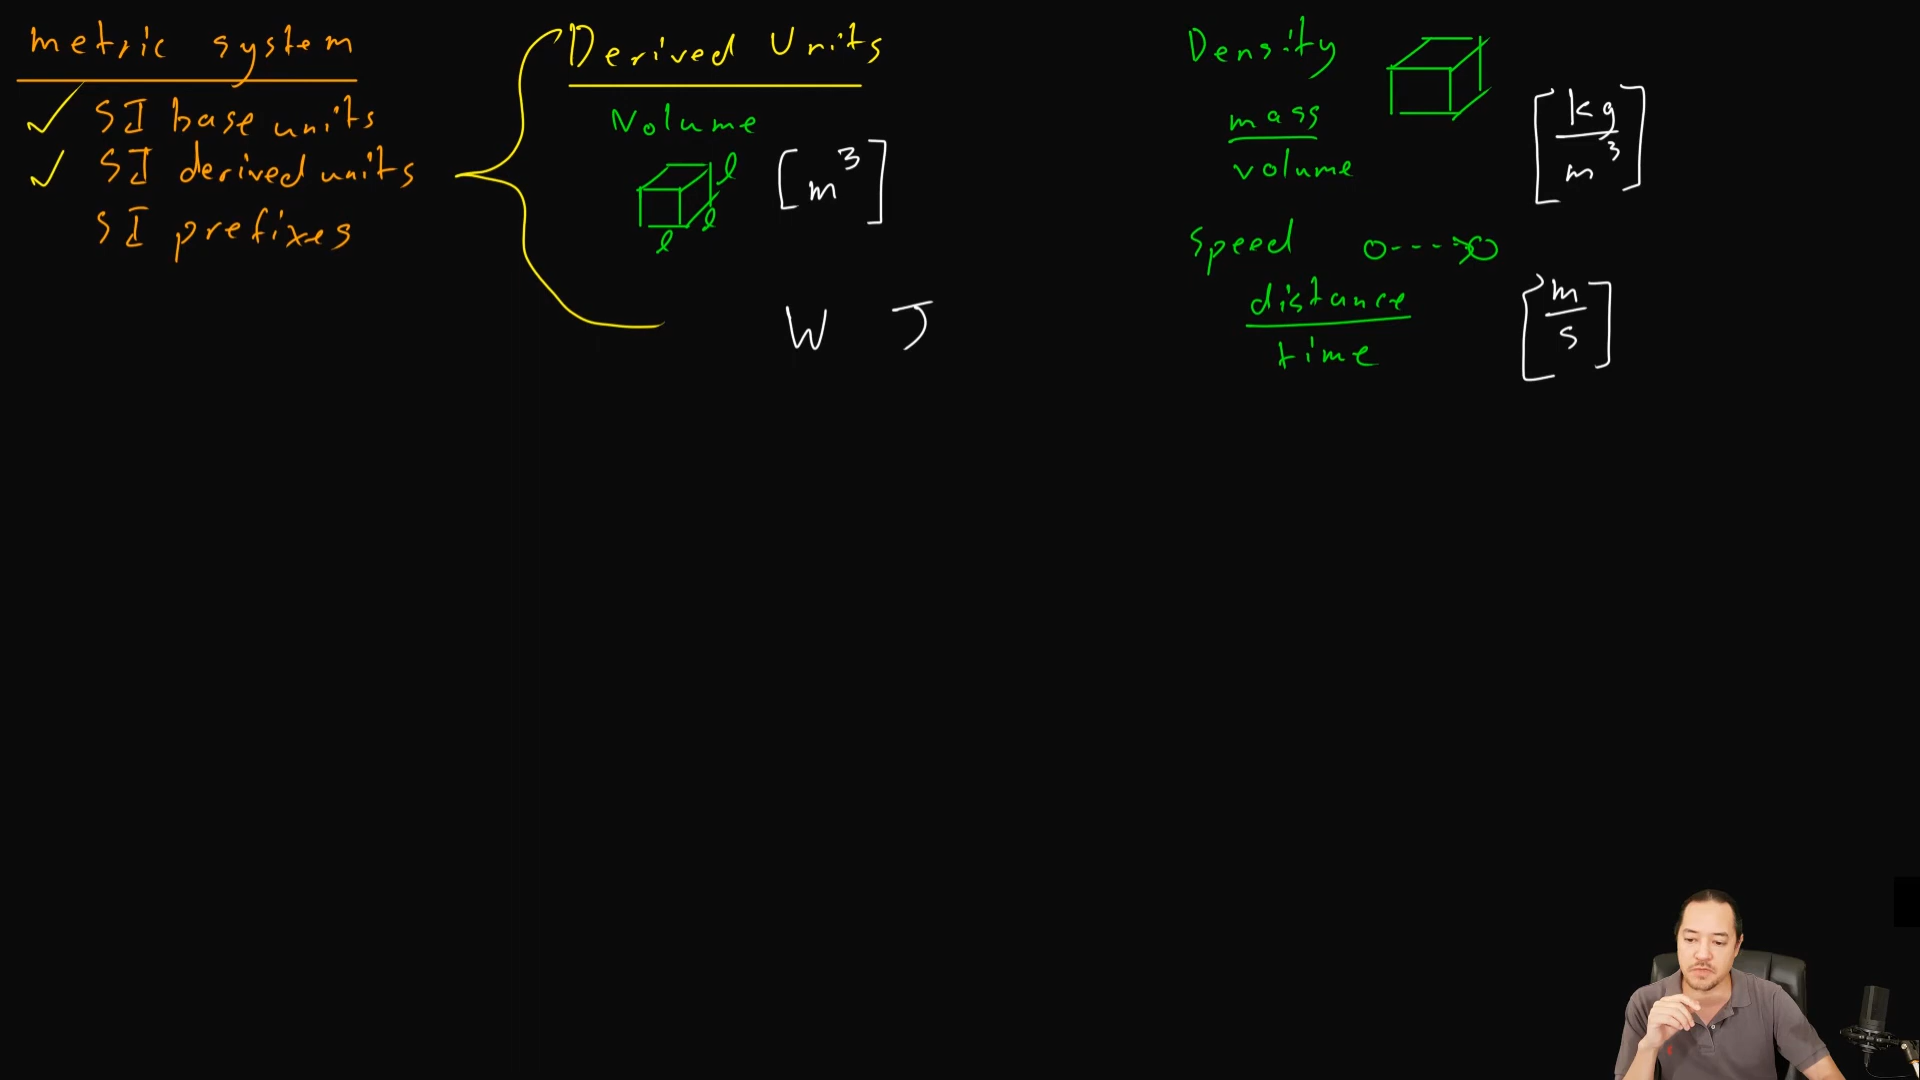 metric system
SI base units
SI derived units
SI prefixes
Derived Units
Volume
l
l
l
[m³]
W J
Density
mass
volume
[kg
m³]
Speed
distance
time
[m
s]